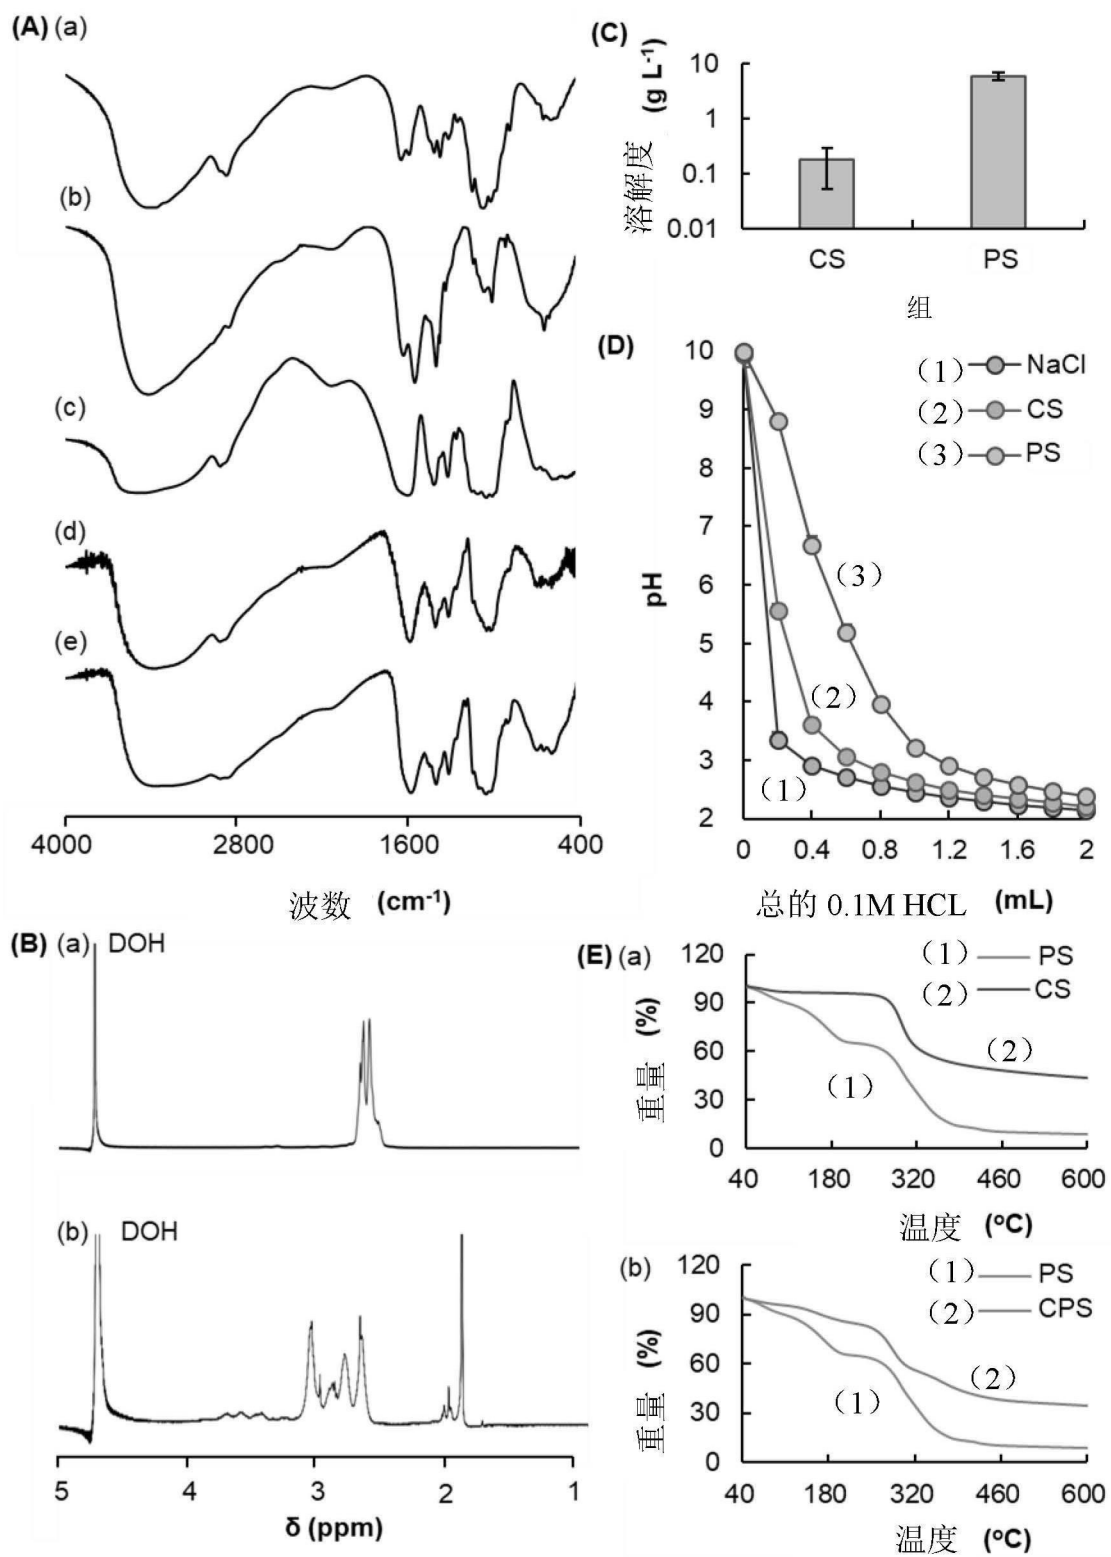 (A) (a)
(b)
(c)
(d)
(e)
4000 2800 1600 400
波数 (cm-1)
(B) (a) DOH
(b) DOH
5 4 3 2 1
δ (ppm)
(C)
溶解度 (g L-1)
10
1
0.1
0.01
CS PS
组
(D)
pH
10
9
8
7
6
5
4
3
2
(1) NaCl
(2) CS
(3) PS
(3)
(2)
(1)
0 0.4 0.8 1.2 1.6 2
总的 0.1M HCL (mL)
(E) (a)
重量 (%)
120
90
60
30
0
(1) PS
(2) CS
(2)
(1)
40 180 320 460 600
温度 (oC)
(b)
重量 (%)
120
90
60
30
0
(1) PS
(2) CPS
(2)
(1)
40 180 320 460 600
温度 (oC)